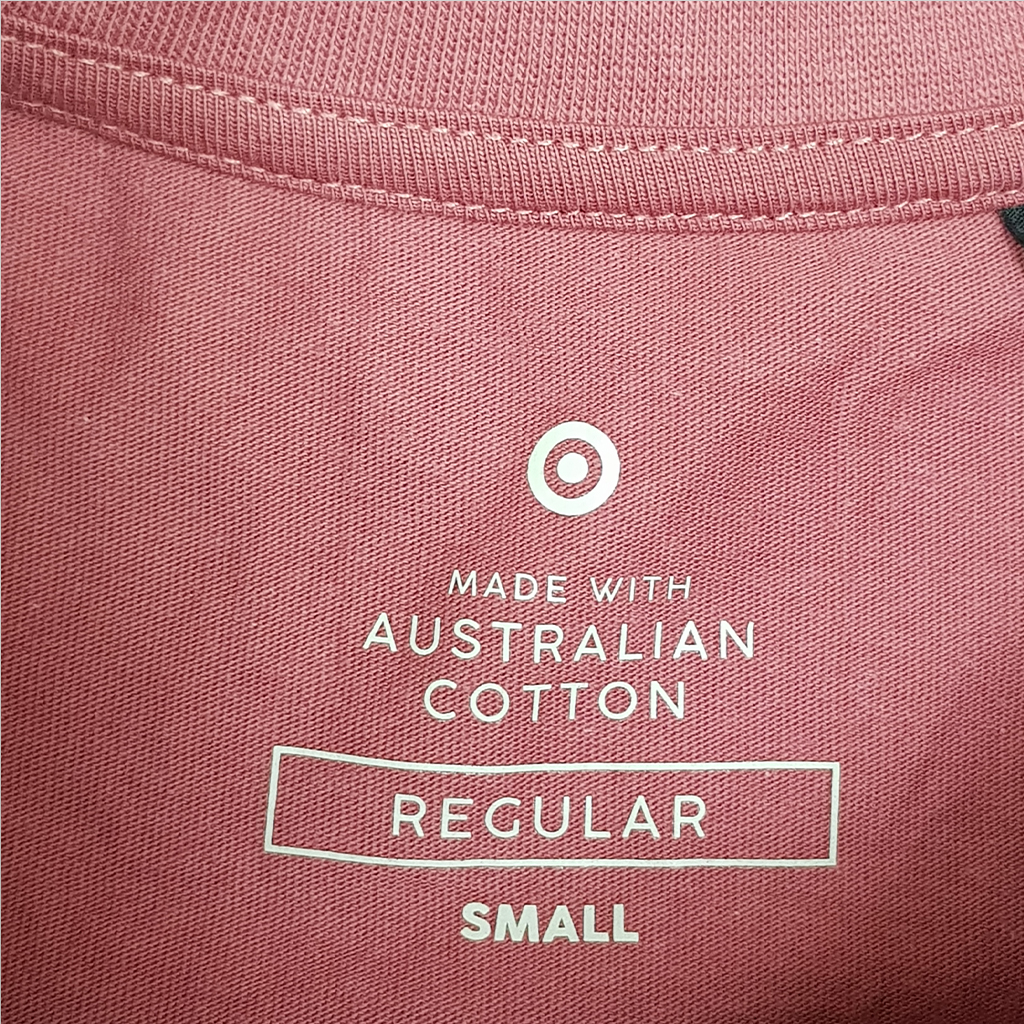 MADE WITH
AUSTRALIAN
COTTON
REGULAR
SMALL